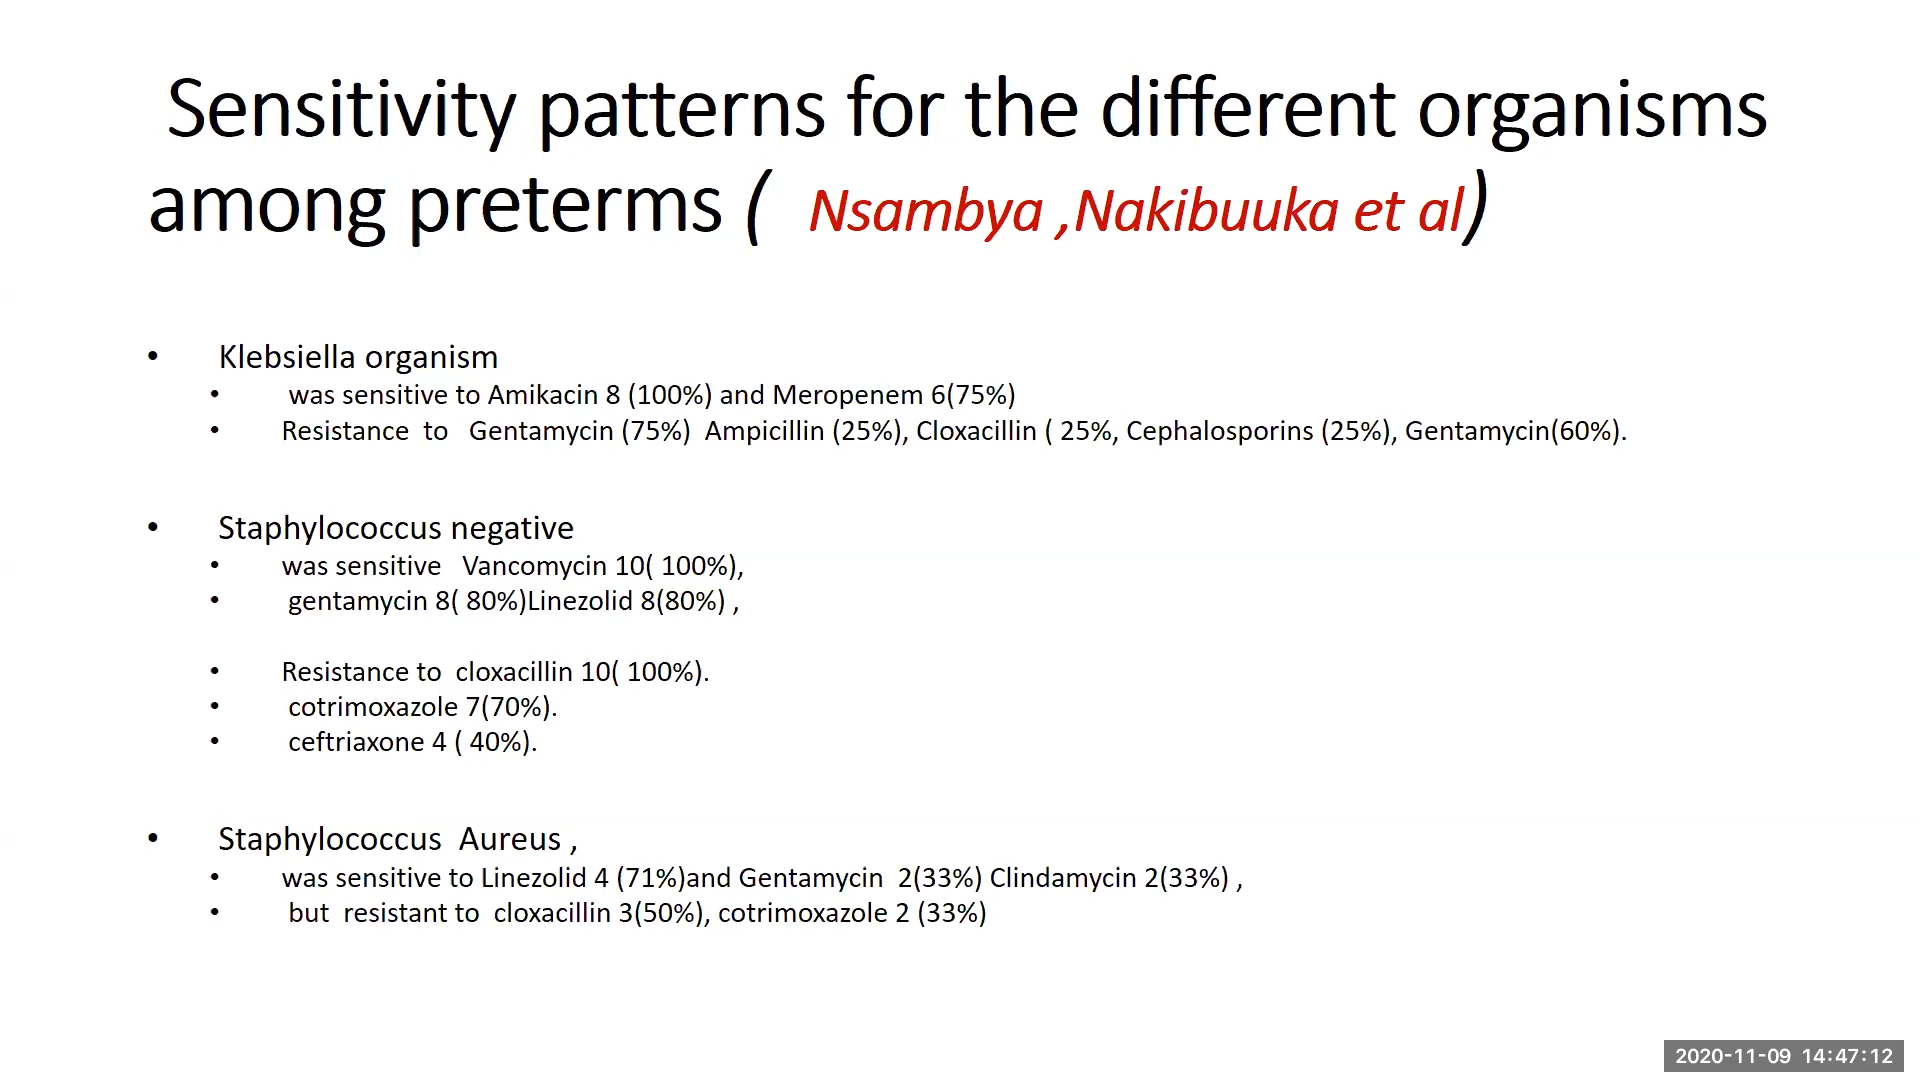 Sensitivity patterns for the different organisms
among preterms ( Nsambya ,Nakibuuka et al)
• Klebsiella organism
• was sensitive to Amikacin 8 (100%) and Meropenem 6(75%)
• Resistance to Gentamycin (75%) Ampicillin (25%), Cloxacillin ( 25%, Cephalosporins (25%), Gentamycin(60%).
• Staphylococcus negative
• was sensitive Vancomycin 10( 100%),
• gentamycin 8( 80%)Linezolid 8(80%) ,
• Resistance to cloxacillin 10( 100%).
• cotrimoxazole 7(70%).
• ceftriaxone 4 ( 40%).
• Staphylococcus Aureus ,
• was sensitive to Linezolid 4 (71%)and Gentamycin 2(33%) Clindamycin 2(33%) ,
• but resistant to cloxacillin 3(50%), cotrimoxazole 2 (33%)
2020-11-09 14:47:12